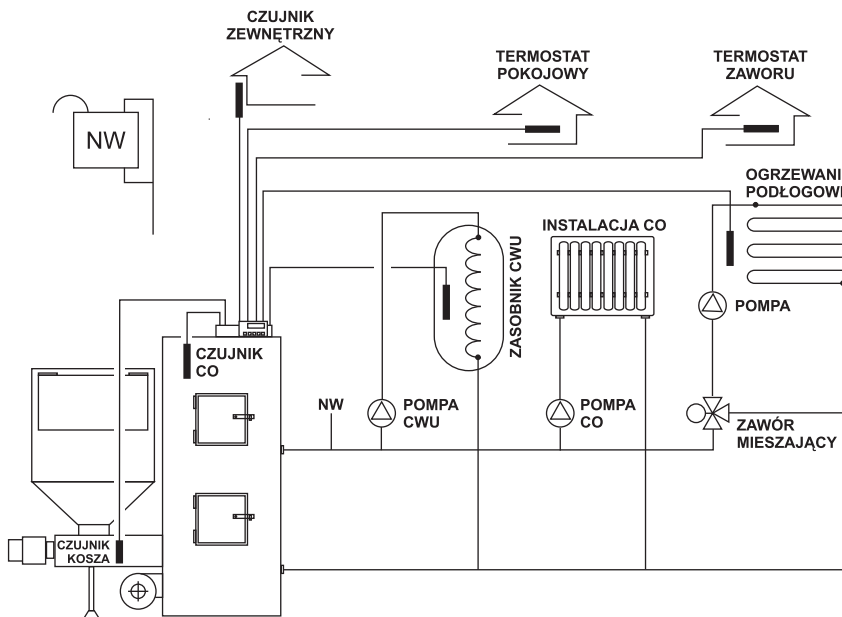 CZUJNIK
ZEWNĘTRZNY
TERMOSTAT
POKOJOWY
TERMOSTAT
ZAWORU
NW
OGRZEWANI
PODŁOGOWE
INSTALACJA CO
ZASOBNIK CWU
POMPA
CZUJNIK
CO
NW
POMPA
CWU
POMPA
CO
ZAWÓR
MIESZAJĄCY
CZUJNIK
KOSZA